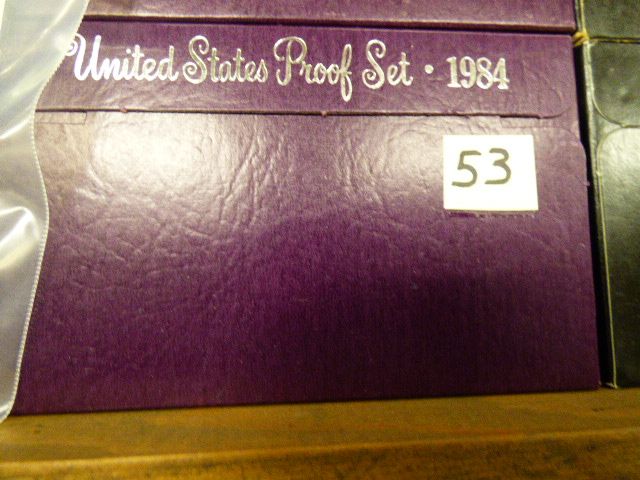 United States Proof Set · 1984
53